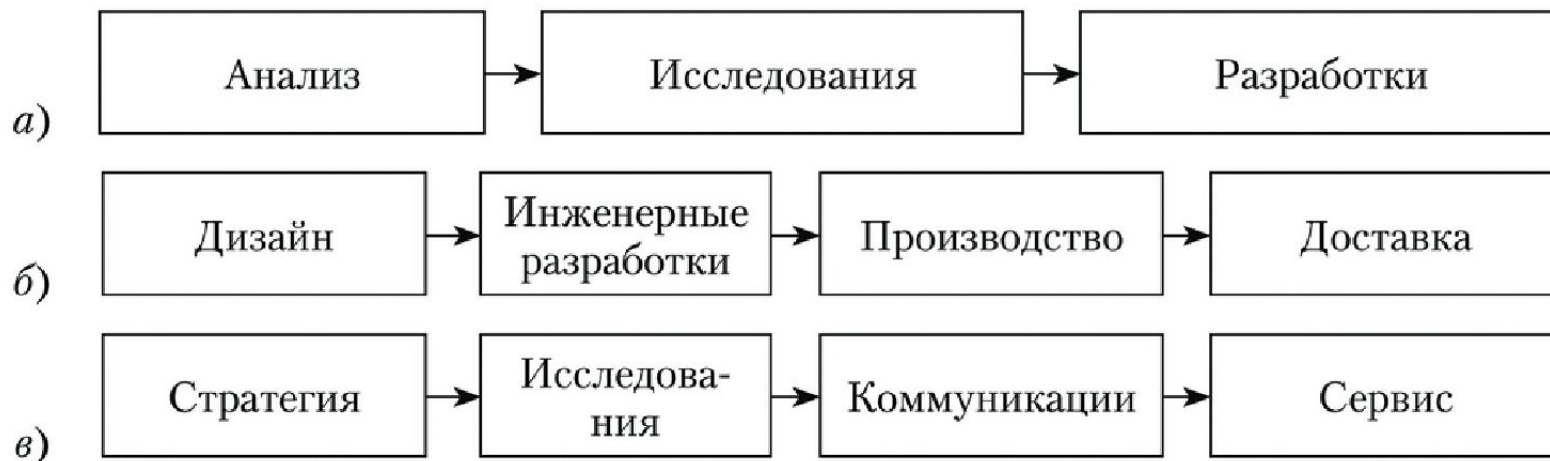 а) Анализ Исследования Разработки
б) Дизайн Инженерные
разработки Производство Доставка
в) Стратегия Исследова-
ния Коммуникации Сервис